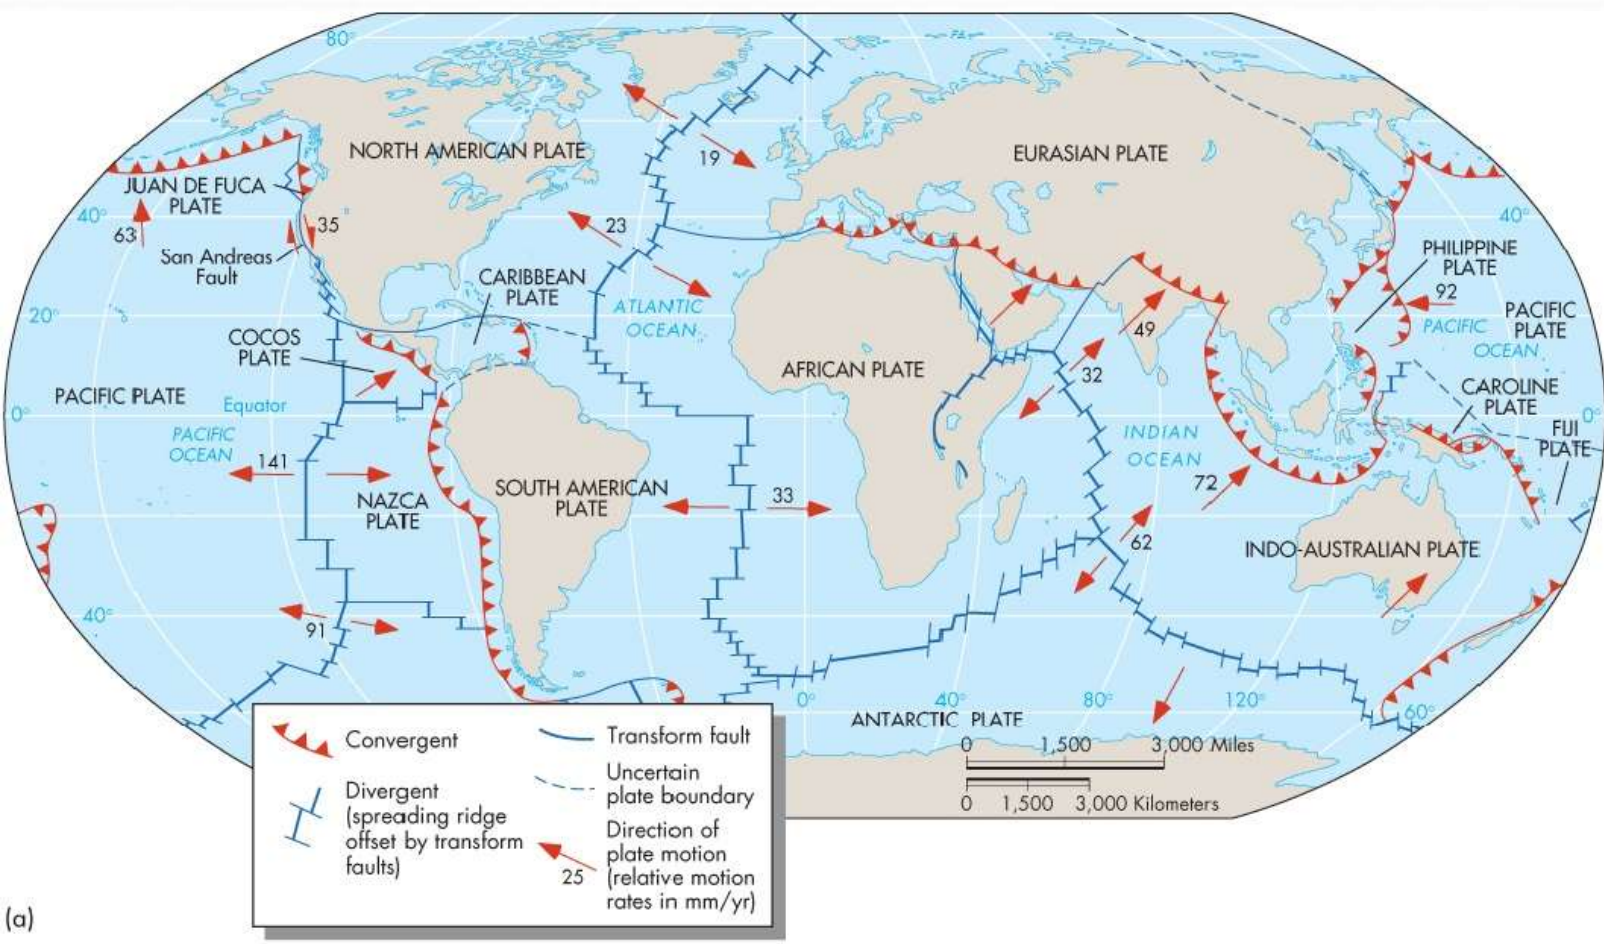 80°
NORTH AMERICAN PLATE
19
EURASIAN PLATE
JUAN DE FUCA
PLATE
40°
63
35
San Andreas
Fault
23
40°
CARIBBEAN
PLATE
ATLANTIC
OCEAN
PHILIPPINE
PLATE
92
PACIFIC
PLATE
PACIFIC
OCEAN
20°
COCOS
PLATE
AFRICAN PLATE
49
32
PACIFIC PLATE
Equator
0°
CAROLINE
PLATE
0°
FIJI
PLATE
PACIFIC
OCEAN
141
NAZCA
PLATE
SOUTH AMERICAN
PLATE
33
INDIAN
OCEAN
72
62
INDO-AUSTRALIAN PLATE
40°
91
0°
40°
80°
120°
60°
ANTARCTIC PLATE
0 1,500 3,000 Miles
0 1,500 3,000 Kilometers
Convergent
Divergent
(spreading ridge
offset by transform
faults)
Transform fault
Uncertain
plate boundary
Direction of
plate motion
(relative motion
rates in mm/yr)
25
(a)